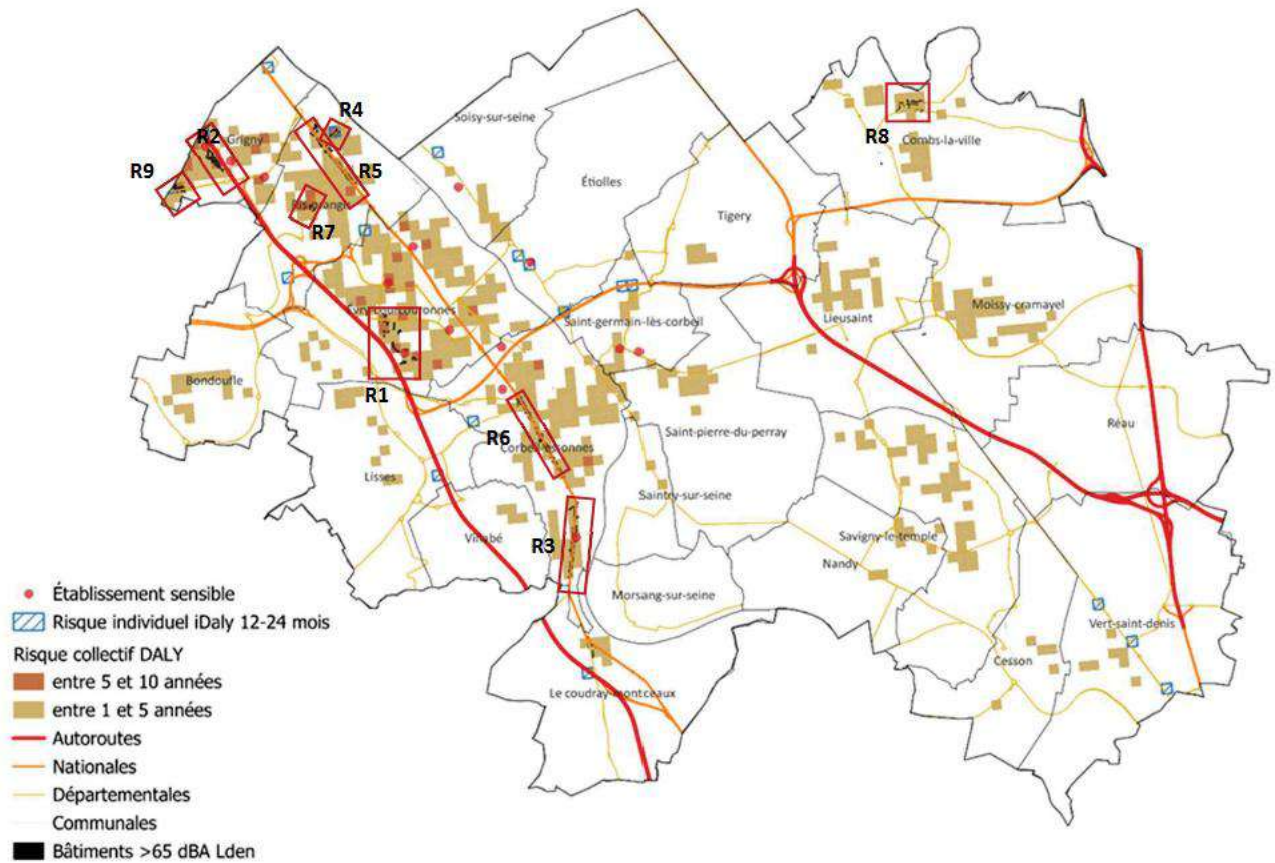 R4
Soisy-sur-seine
R2
Grigny
R8
Combs-la-ville
R9
R5
Étiolles
R7
Tigery
Evry-courcouronnes
Saint-germain-lès-corbeil
Lieusaint
Moissy-cramayel
Bondoufle
R1
Réau
R6
Saint-pierre-du-perray
Corbeil-essonnes
Lisses
Saintry-sur-seine
Villabé
R3
Savigny-le-temple
Nandy
Morsang-sur-seine
Vert-saint-denis
Cesson
Le coudray-montceaux
Établissement sensible
Risque individuel iDaly 12-24 mois
Risque collectif DALY
entre 5 et 10 années
entre 1 et 5 années
Autoroutes
Nationales
Départementales
Communales
Bâtiments >65 dBA Lden